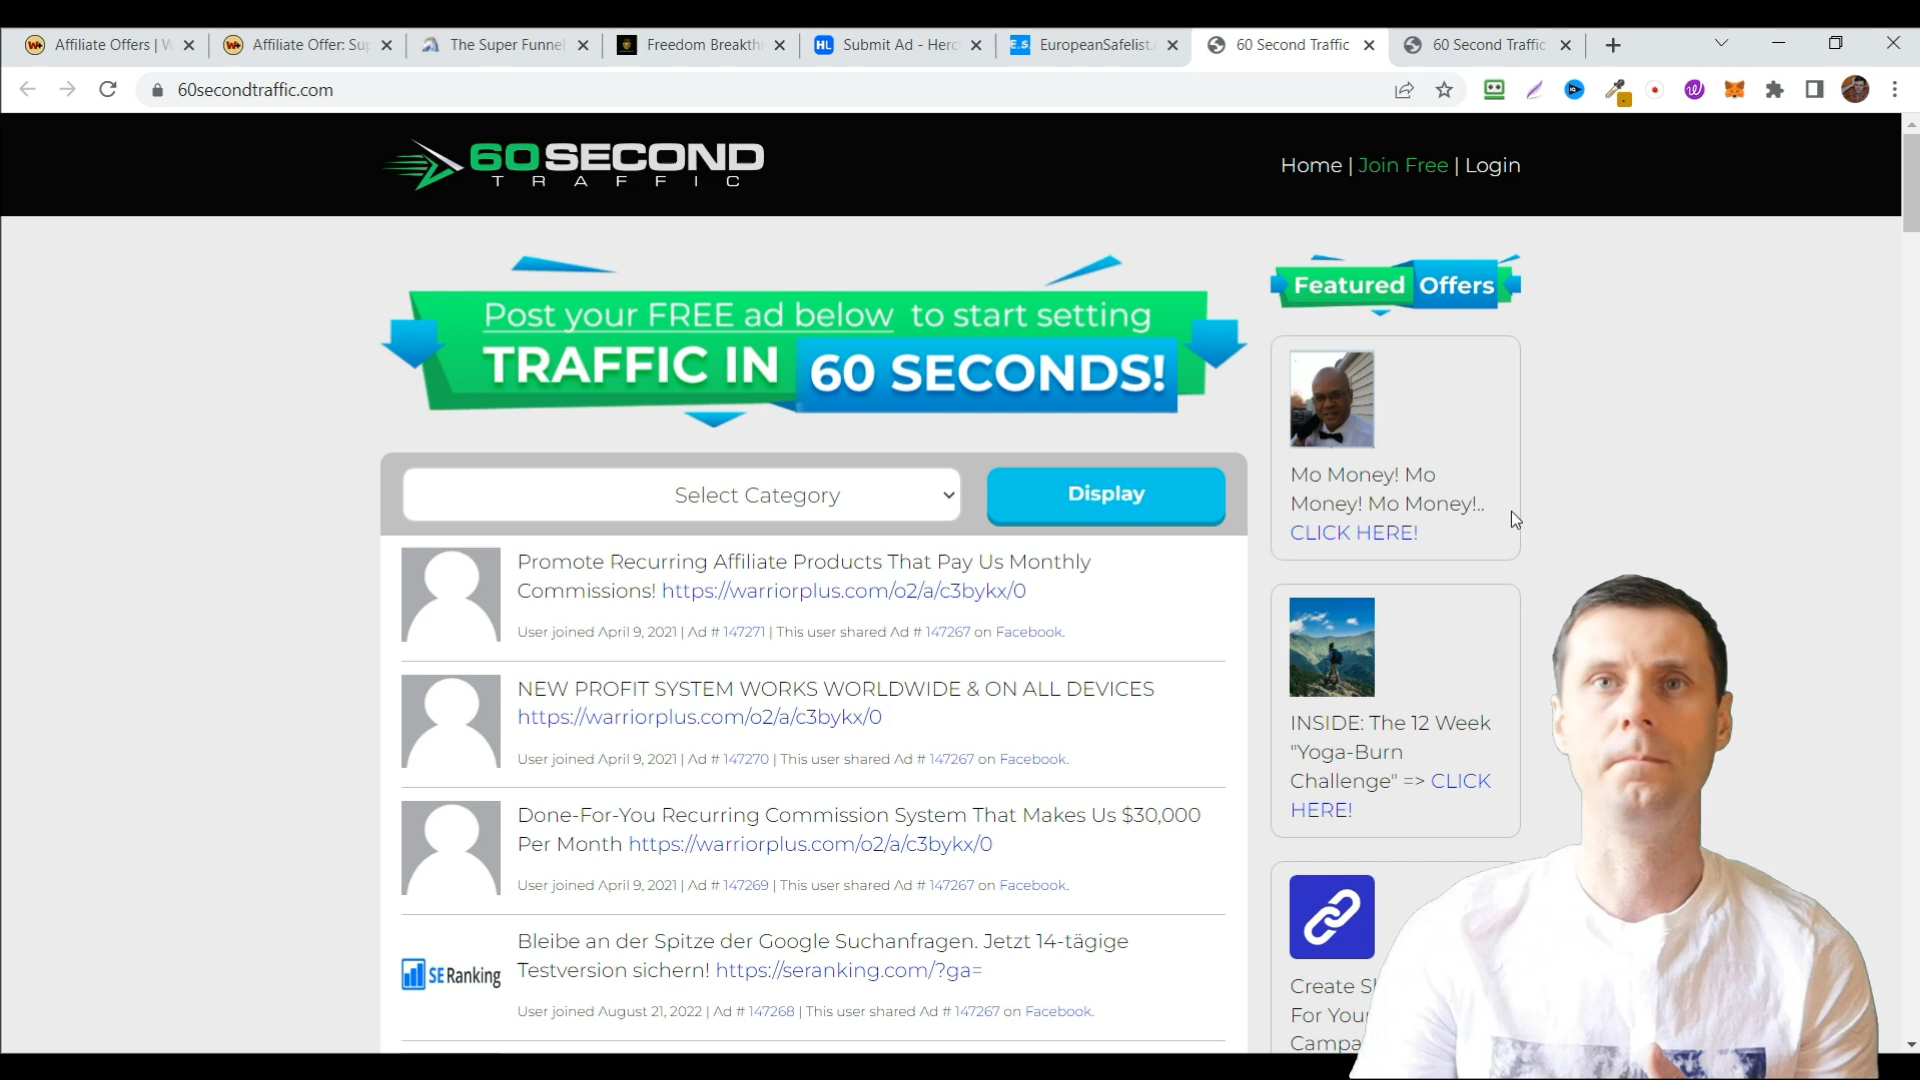 Affiliate Offers | W
Affiliate Offer: Su
The Super Funne
Freedom Breakth
Submit Ad - Herc
EuropeanSafelist.
60 Second Traffic
60 Second Traffic
60secondtraffic.com
60SECOND
TRAFFIC
Home | Join Free | Login
Post your FREE ad below to start setting
TRAFFIC IN 60 SECONDS!
Select Category
Display
Promote Recurring Affiliate Products That Pay Us Monthly
Commissions! https://warriorplus.com/o2/a/c3bykx/0
User joined April 9, 2021 | Ad # 147271 | This user shared Ad # 147267 on Facebook.
NEW PROFIT SYSTEM WORKS WORLDWIDE & ON ALL DEVICES
https://warriorplus.com/o2/a/c3bykx/0
User joined April 9, 2021 | Ad # 147270 | This user shared Ad # 147267 on Facebook.
Done-For-You Recurring Commission System That Makes Us $30,000
Per Month https://warriorplus.com/o2/a/c3bykx/0
User joined April 9, 2021 | Ad # 147269 | This user shared Ad # 147267 on Facebook.
SE Ranking
Bleibe an der Spitze der Google Suchanfragen. Jetzt 14-tägige
Testversion sichern! https://seranking.com/?ga=
User joined August 21, 2022 | Ad # 147268 | This user shared Ad # 147267 on Facebook.
Featured Offers
Mo Money! Mo
Money! Mo Money!..
CLICK HERE!
INSIDE: The 12 Week
"Yoga-Burn
Challenge" => CLICK
HERE!
Create S
For You
Campa